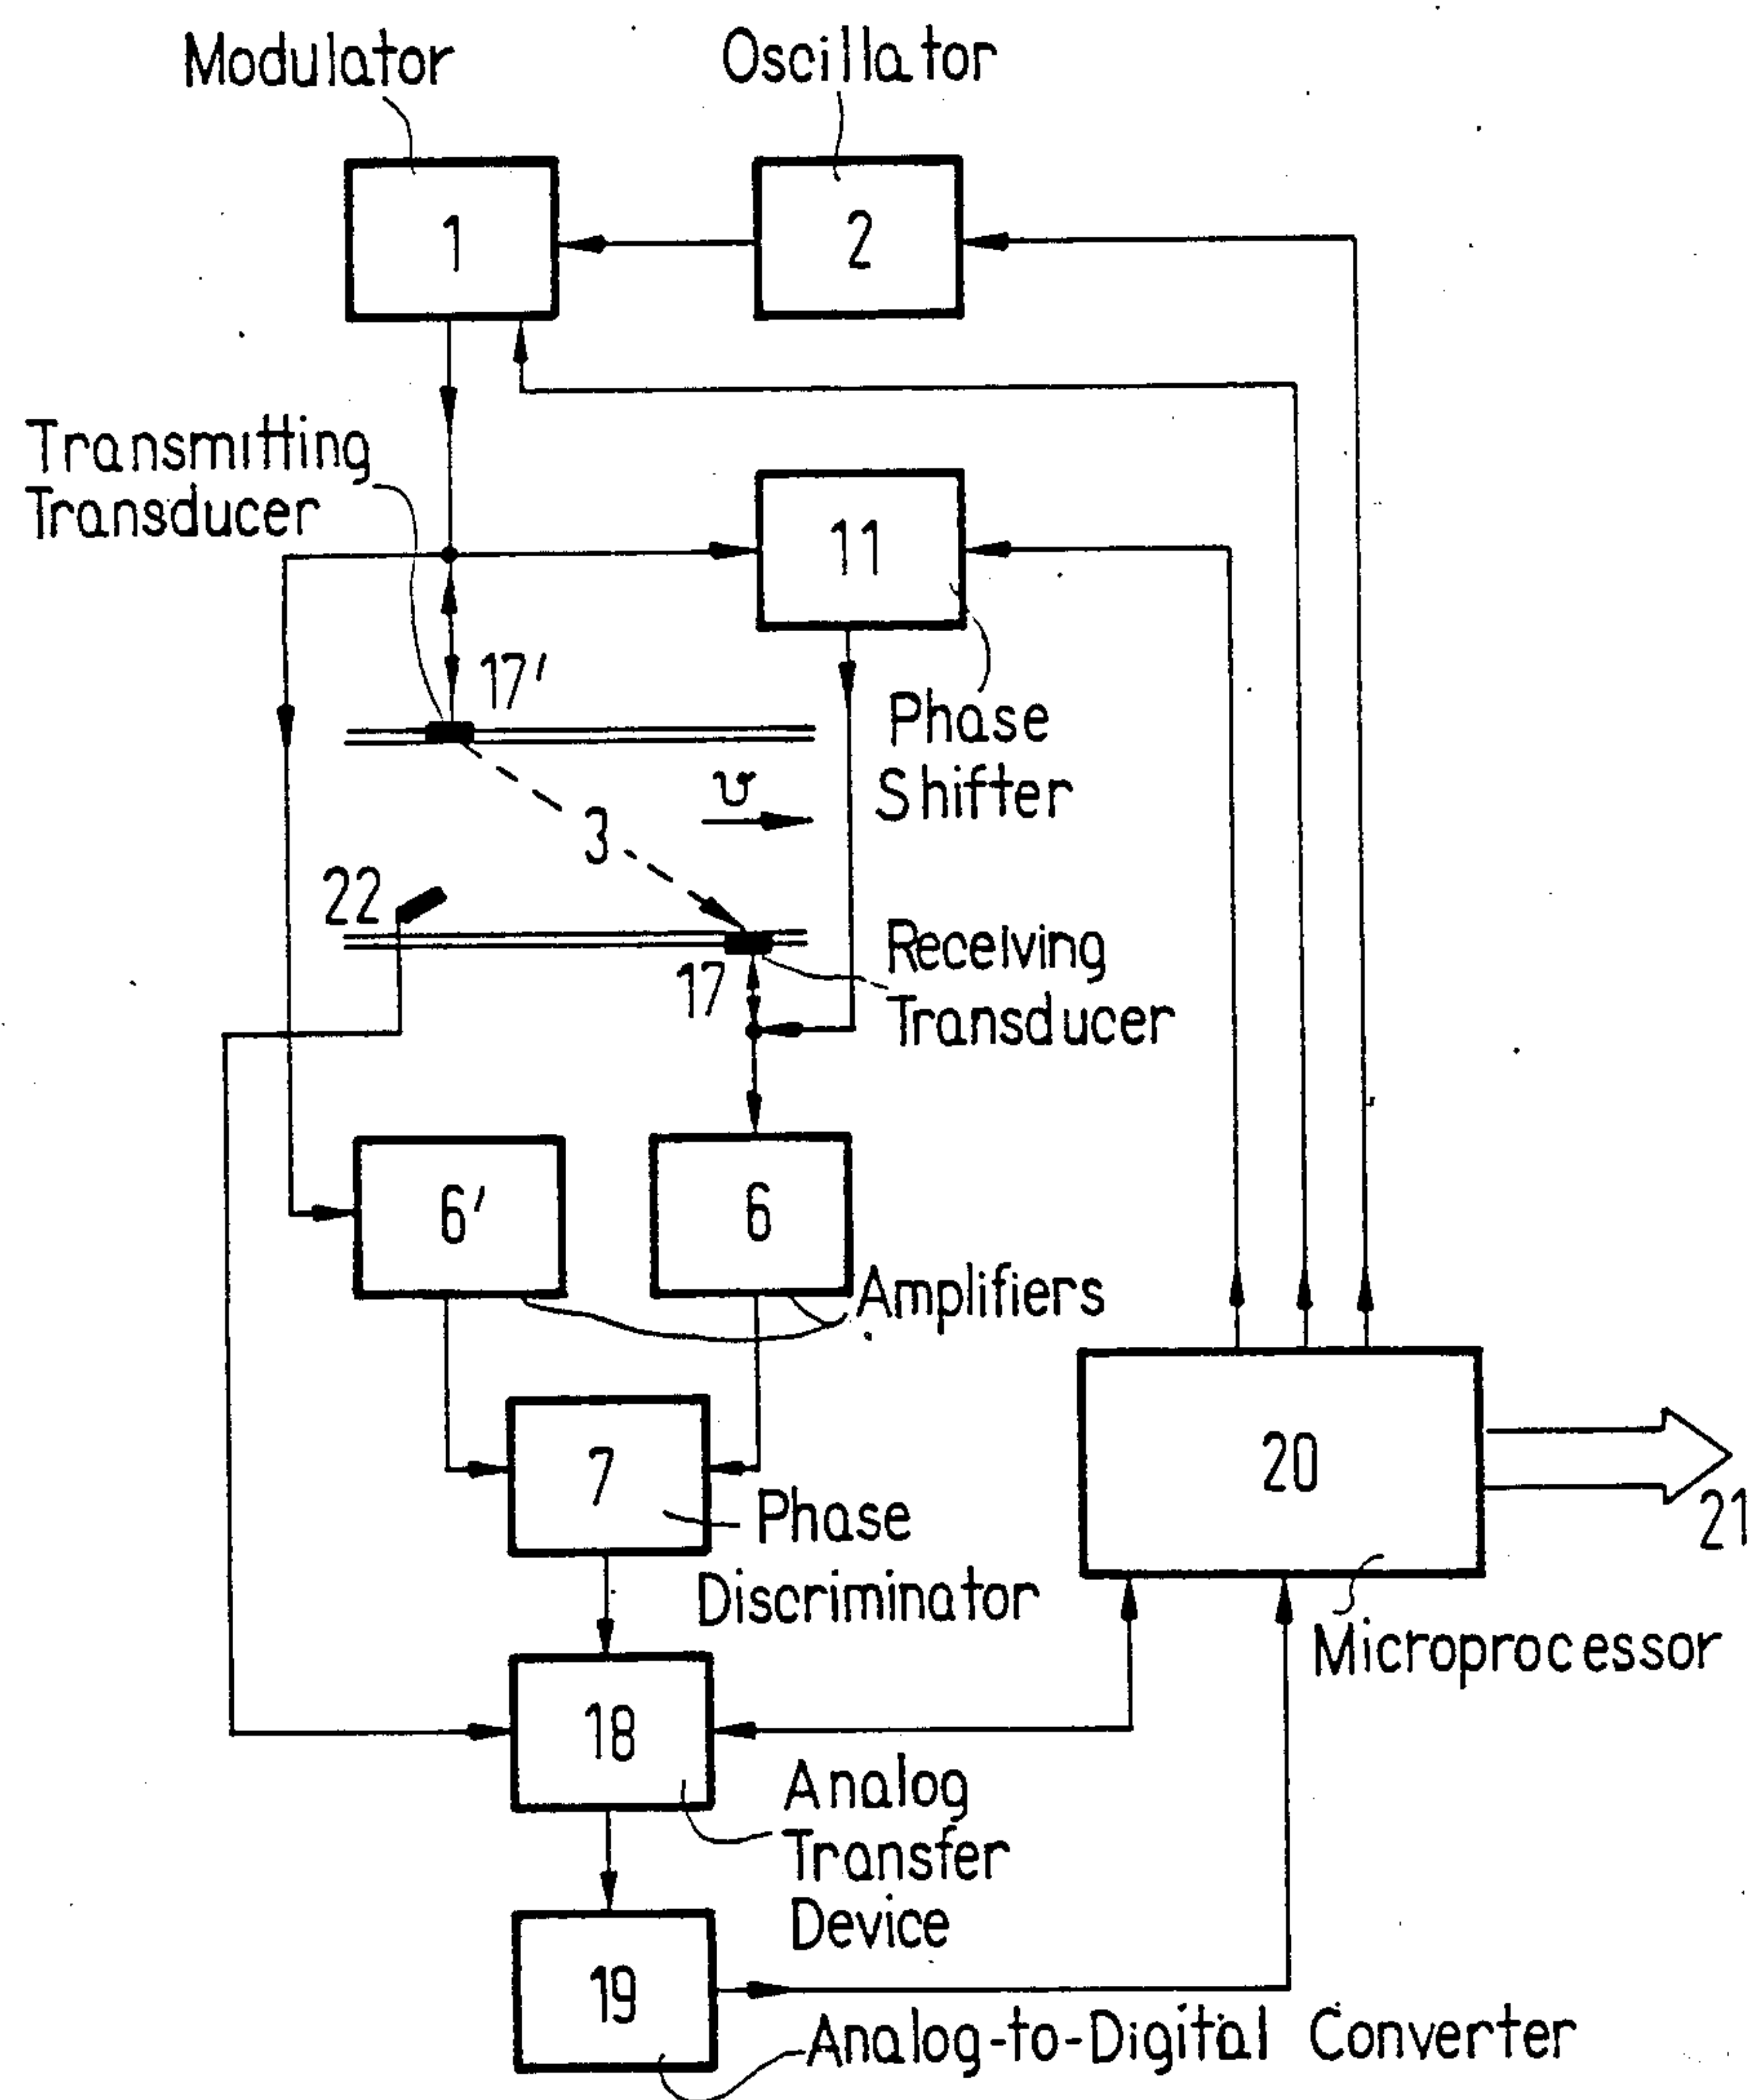 Modulator
Oscillator
1
2
Transmitting
Transducer
11
17'
Phase
Shifter
v
3
22
Receiving
Transducer
17
6'
6
Amplifiers
7
20
21
Phase
Discriminator
Microprocessor
18
Analog
Transfer
Device
19
Analog-to-Digital Converter